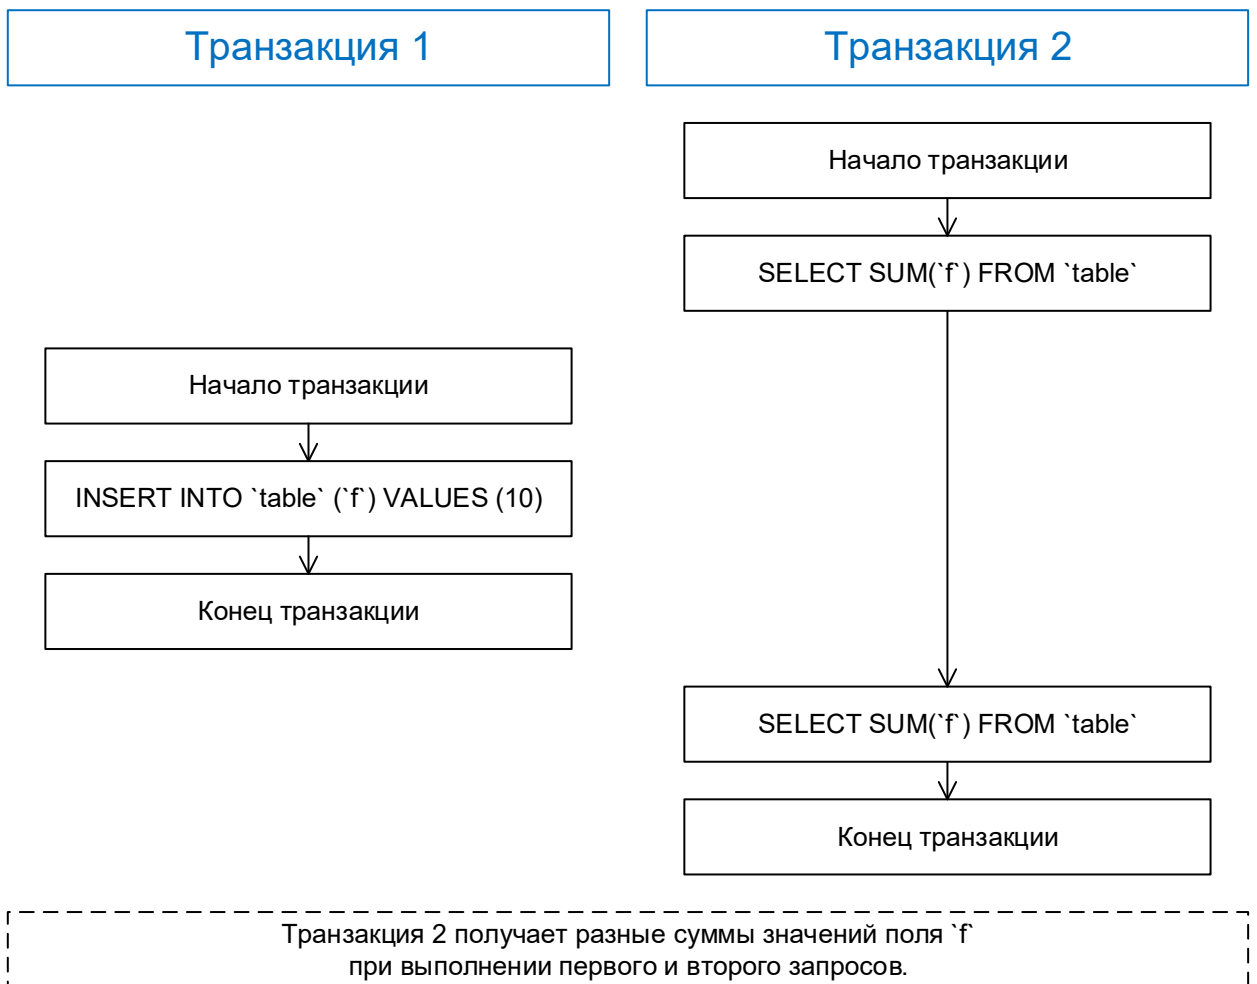 Транзакция 1
Транзакция 2
Начало транзакции
SELECT SUM(`f`) FROM `table`
Начало транзакции
INSERT INTO `table` (`f`) VALUES (10)
Конец транзакции
SELECT SUM(`f`) FROM `table`
Конец транзакции
Транзакция 2 получает разные суммы значений поля `f`
при выполнении первого и второго запросов.